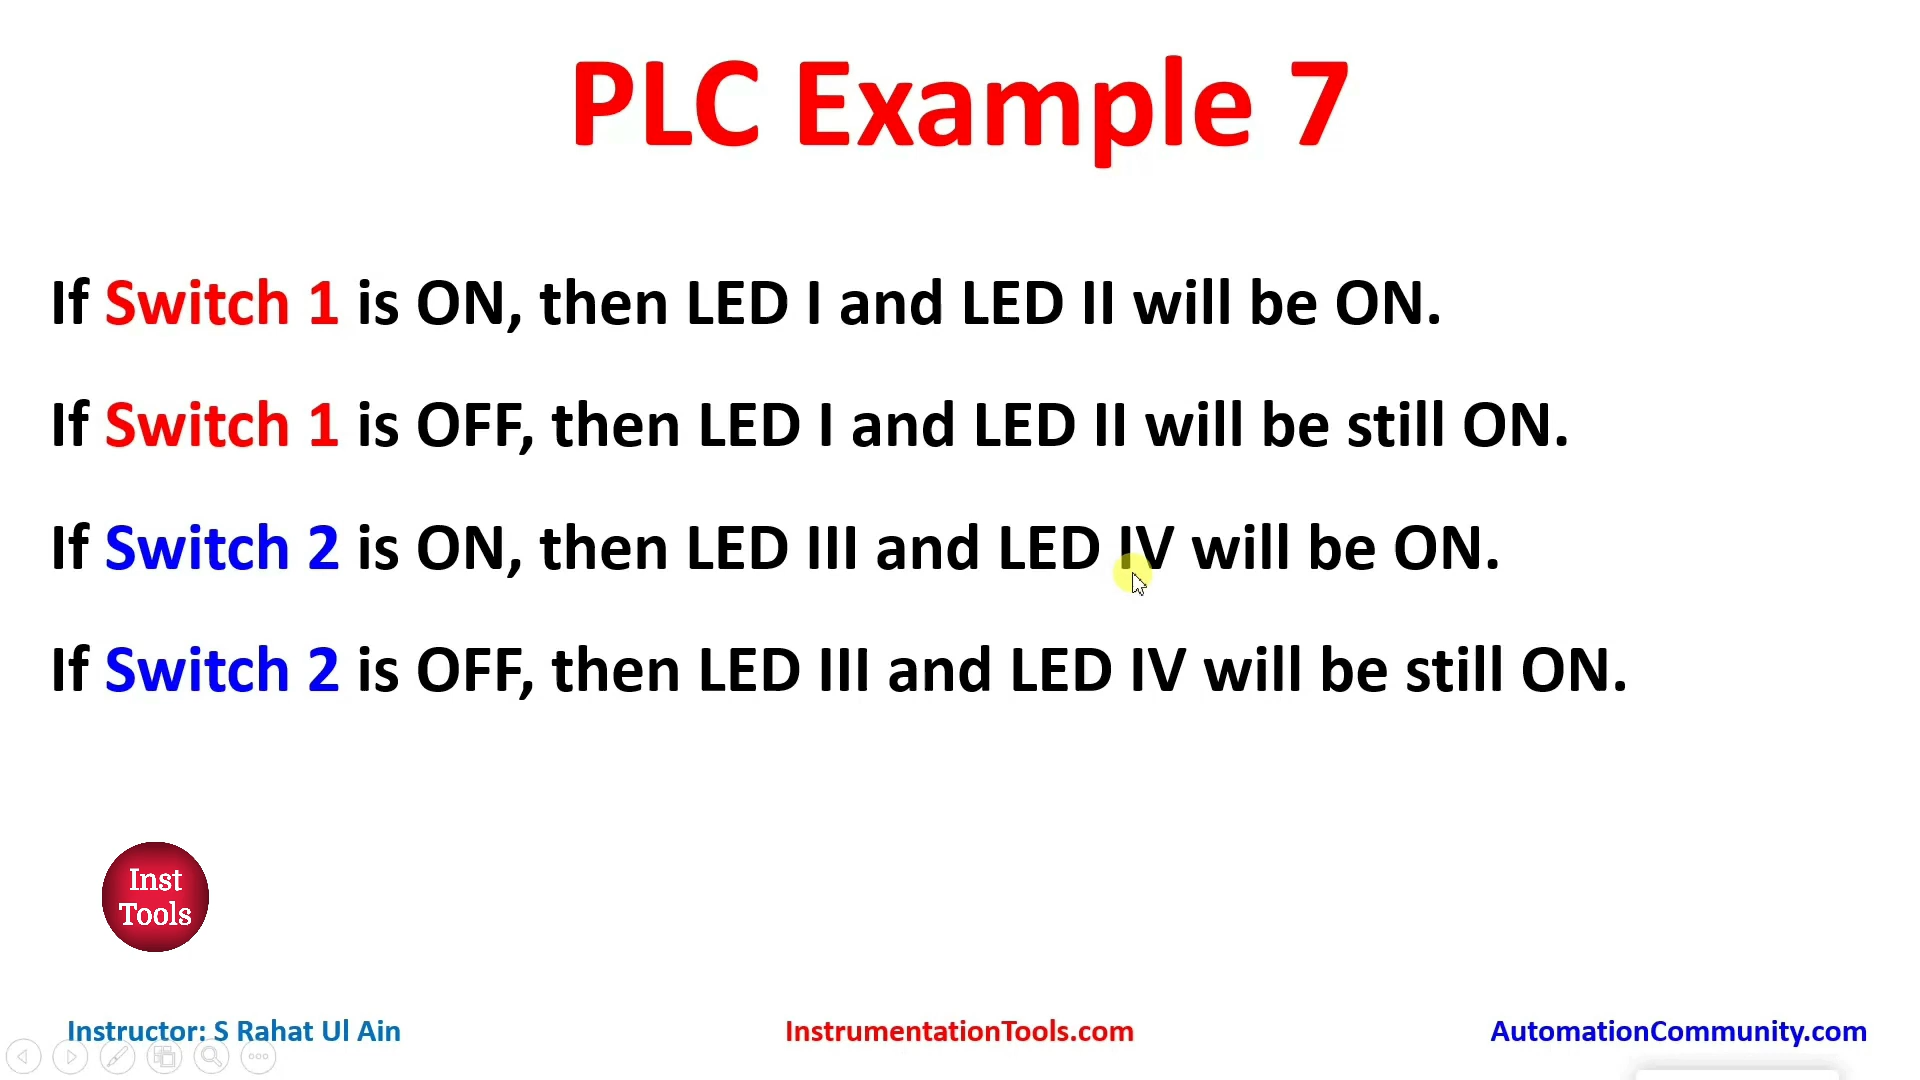 PLC Example 7
If Switch 1 is ON, then LED I and LED II will be ON.
If Switch 1 is OFF, then LED I and LED II will be still ON.
If Switch 2 is ON, then LED III and LED IV will be ON.
If Switch 2 is OFF, then LED III and LED IV will be still ON.
Inst
Tools
Instructor: S Rahat Ul Ain
InstrumentationTools.com
AutomationCommunity.com